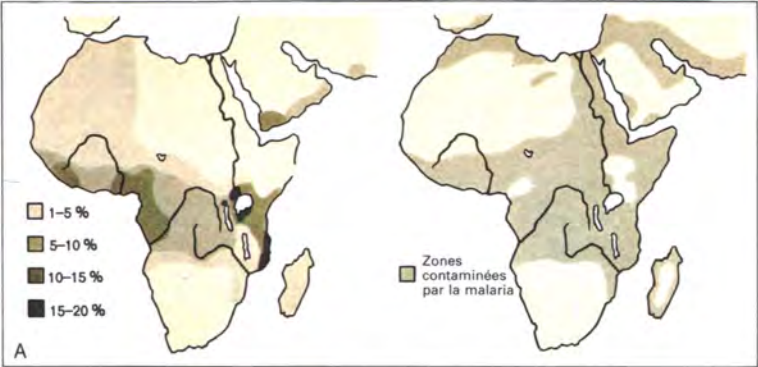 1–5 %
5–10 %
10–15 %
15–20 %
A
Zones
contaminées
par la malaria